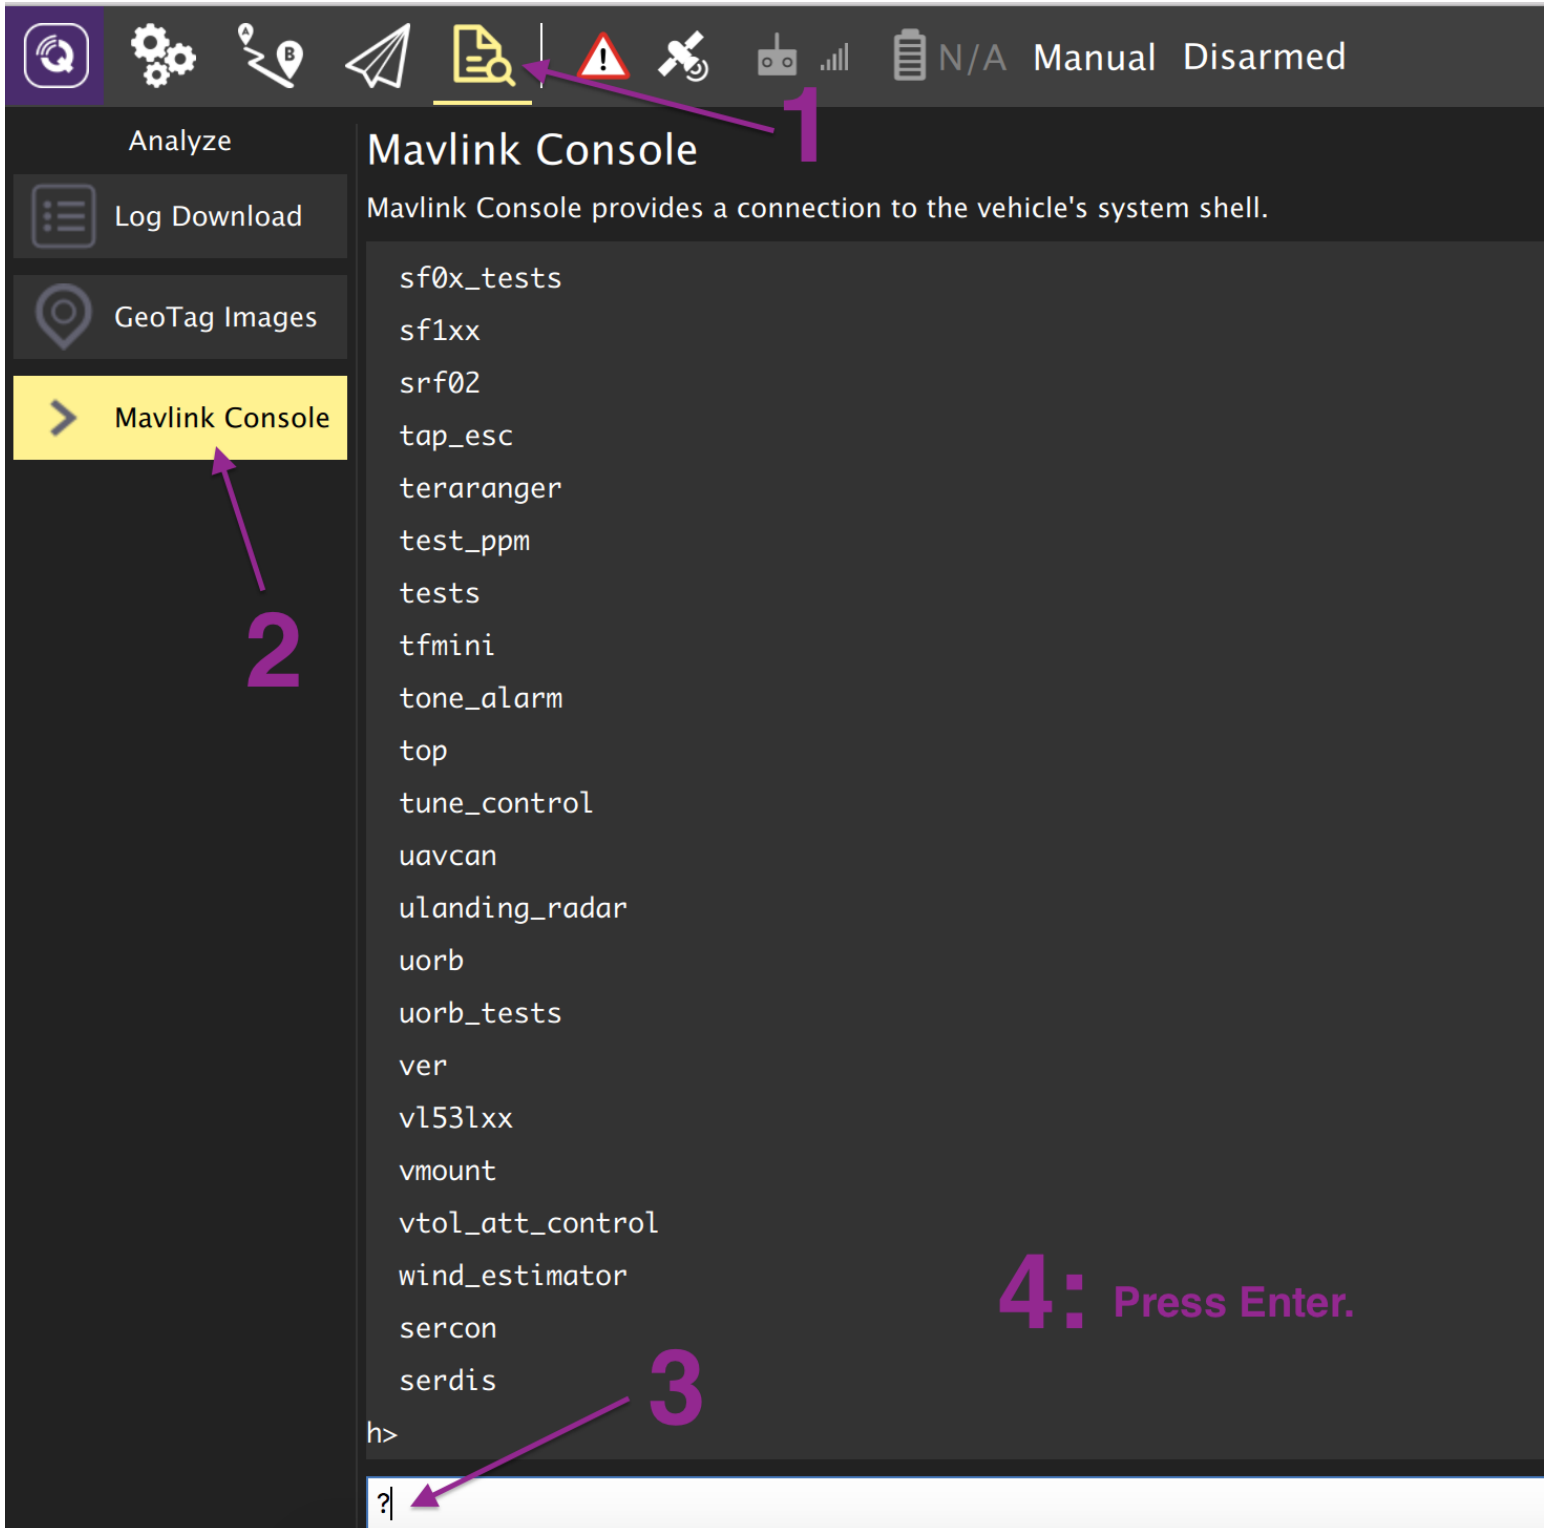 A B N/A Manual Disarmed
1
Analyze
Log Download
GeoTag Images
Mavlink Console
2
Mavlink Console
Mavlink Console provides a connection to the vehicle's system shell.
sf0x_tests
sf1xx
srf02
tap_esc
teraranger
test_ppm
tests
tfmini
tone_alarm
top
tune_control
uavcan
ulanding_radar
uorb
uorb_tests
ver
vl53lxx
vmount
vtol_att_control
wind_estimator
sercon
serdis
h>
4: Press Enter.
3
?